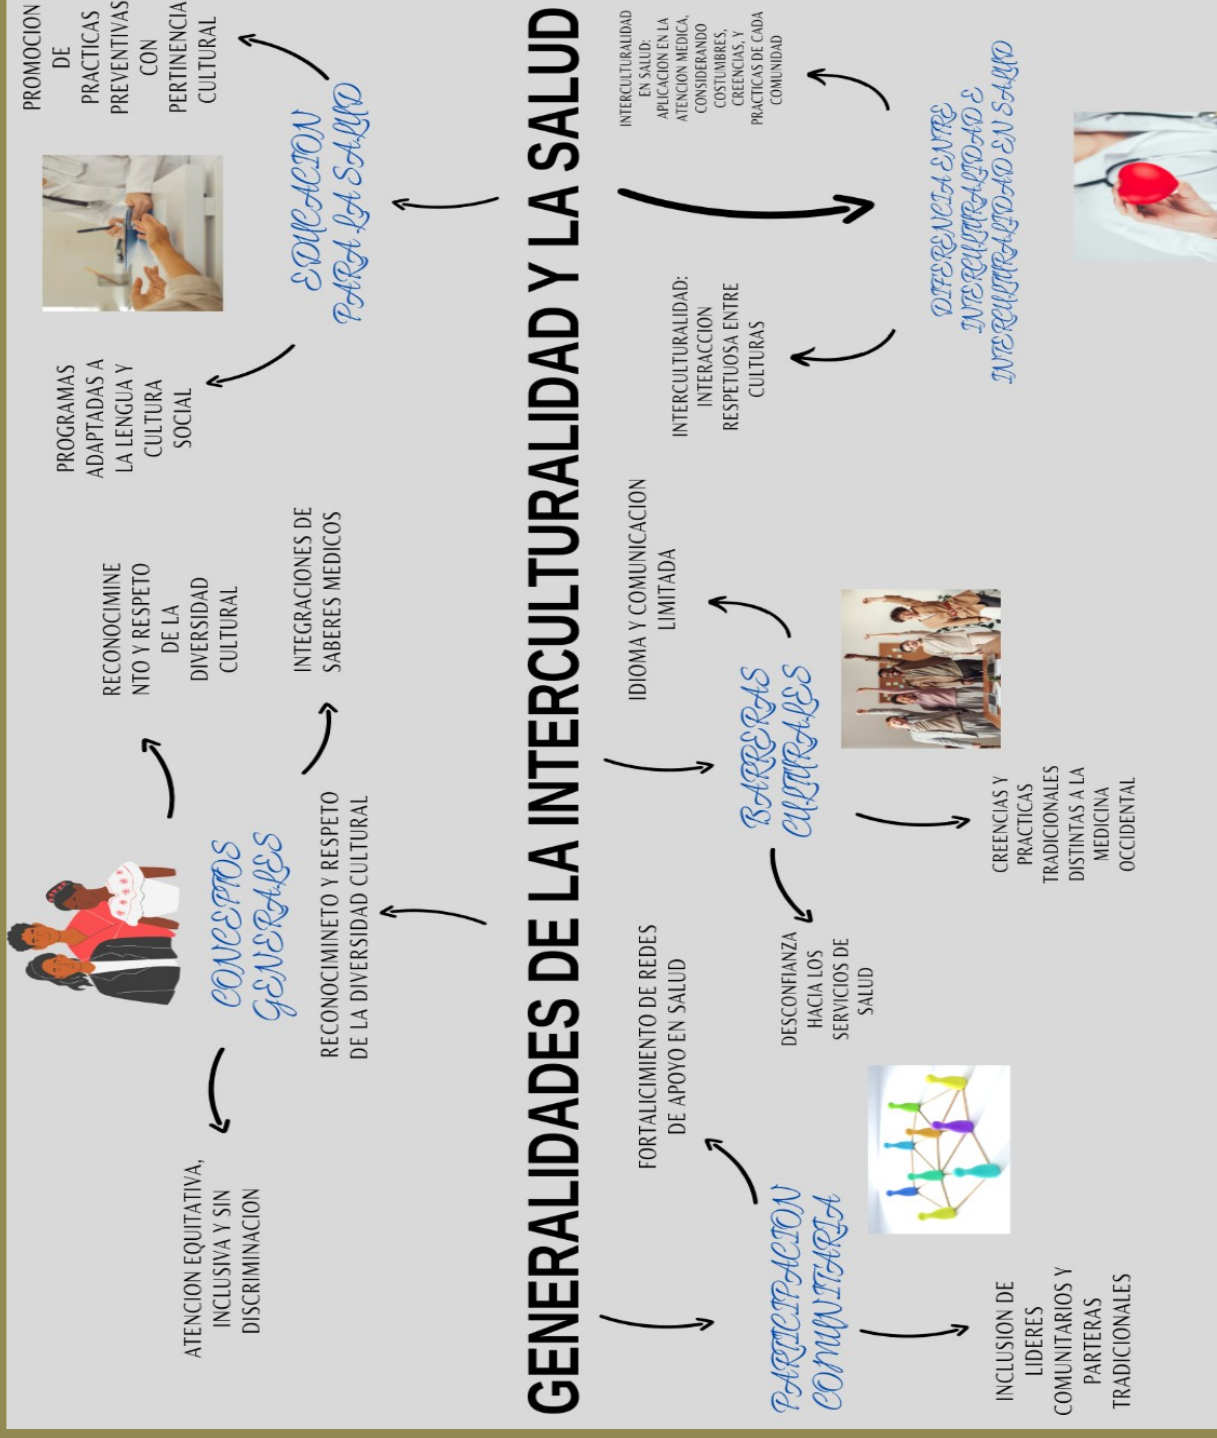 CONCEPTOS
GENERALES
ATENCION EQUITATIVA,
INCLUSIVA Y SIN
DISCRIMINACION
RECONOCIMINE
NTO Y RESPETO
DE LA
DIVERSIDAD
CULTURAL
INTEGRACIONES DE
SABERES MEDICOS
RECONOCIMINETO Y RESPETO
DE LA DIVERSIDAD CULTURAL
EDUCACION
PARA LA SALUD
PROGRAMAS
ADAPTADAS A
LA LENGUA Y
CULTURA
SOCIAL
PROMOCION
DE
PRACTICAS
PREVENTIVAS
CON
PERTINENCIA
CULTURAL
GENERALIDADES DE LA INTERCULTURALIDAD Y LA SALUD
PARTICIPACION
COMUNITARIA
FORTALICIMIENTO DE REDES
DE APOYO EN SALUD
INCLUSION DE
LIDERES
COMUNITARIOS Y
PARTERAS
TRADICIONALES
BARRERAS
CULTURALES
IDIOMA Y COMUNICACION
LIMITADA
DESCONFIANZA
HACIA LOS
SERVICIOS DE
SALUD
CREENCIAS Y
PRACTICAS
TRADICIONALES
DISTINTAS A LA
MEDICINA
OCCIDENTAL
DIFERENCIA ENTRE
INTERCULTURALIDAD E
INTERCULTURALIDAD EN SALUD
INTERCULTURALIDAD:
INTERACCION
RESPETUOSA ENTRE
CULTURAS
INTERCULTURALIDAD
EN SALUD:
APLICACION EN LA
ATENCION MEDICA,
CONSIDERANDO
COSTUMBRES,
CREENCIAS, Y
PRACTICAS DE CADA
COMUNIDAD